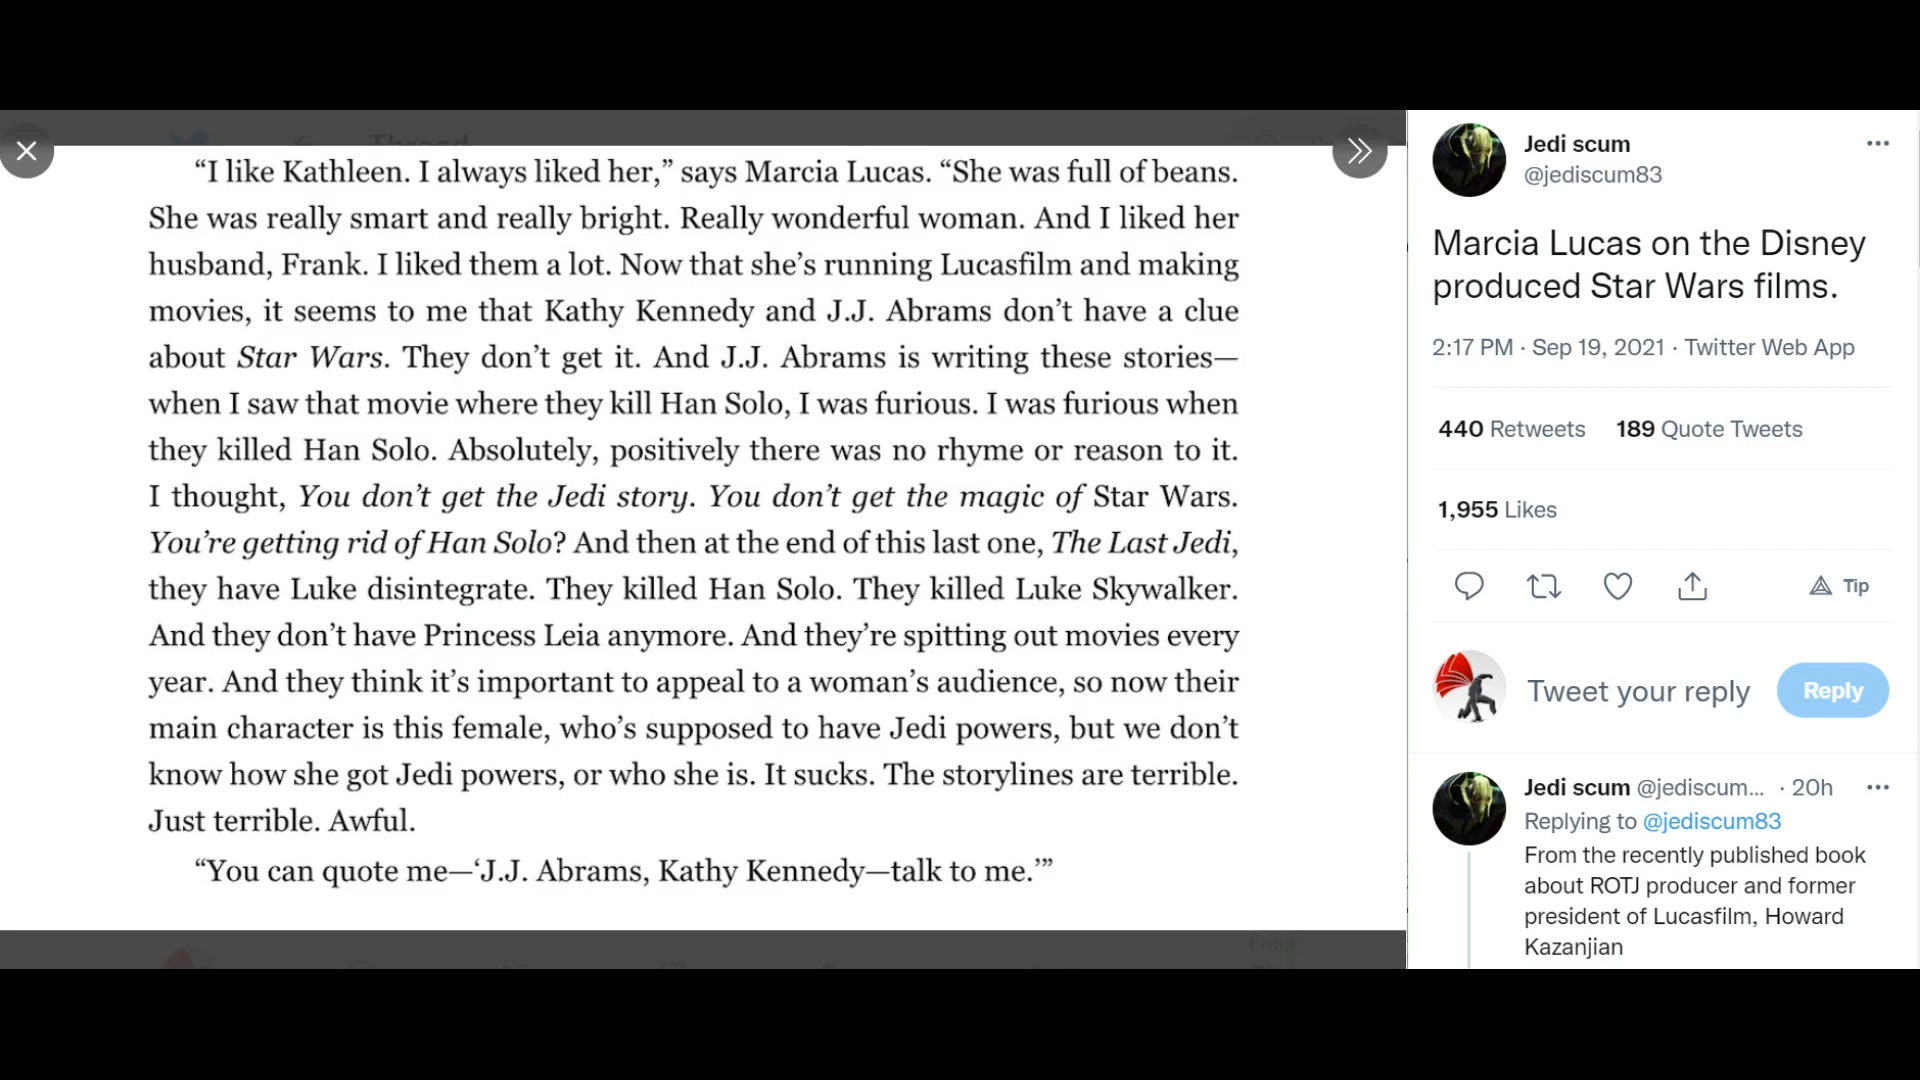 Thread
“I like Kathleen. I always liked her,” says Marcia Lucas. “She was full of beans.
She was really smart and really bright. Really wonderful woman. And I liked her
husband, Frank. I liked them a lot. Now that she’s running Lucasfilm and making
movies, it seems to me that Kathy Kennedy and J.J. Abrams don’t have a clue
about Star Wars. They don’t get it. And J.J. Abrams is writing these stories—
when I saw that movie where they kill Han Solo, I was furious. I was furious when
they killed Han Solo. Absolutely, positively there was no rhyme or reason to it.
I thought, You don’t get the Jedi story. You don’t get the magic of Star Wars.
You’re getting rid of Han Solo? And then at the end of this last one, The Last Jedi,
they have Luke disintegrate. They killed Han Solo. They killed Luke Skywalker.
And they don’t have Princess Leia anymore. And they’re spitting out movies every
year. And they think it’s important to appeal to a woman’s audience, so now their
main character is this female, who’s supposed to have Jedi powers, but we don’t
know how she got Jedi powers, or who she is. It sucks. The storylines are terrible.
Just terrible. Awful.
“You can quote me—‘J.J. Abrams, Kathy Kennedy—talk to me.’”
Jedi scum
@jediscum83
Marcia Lucas on the Disney
produced Star Wars films.
2:17 PM · Sep 19, 2021 · Twitter Web App
440 Retweets 189 Quote Tweets
1,955 Likes
Tip
Tweet your reply
Reply
Jedi scum @jediscum... · 20h
Replying to @jediscum83
From the recently published book
about ROTJ producer and former
president of Lucasfilm, Howard
Kazanjian